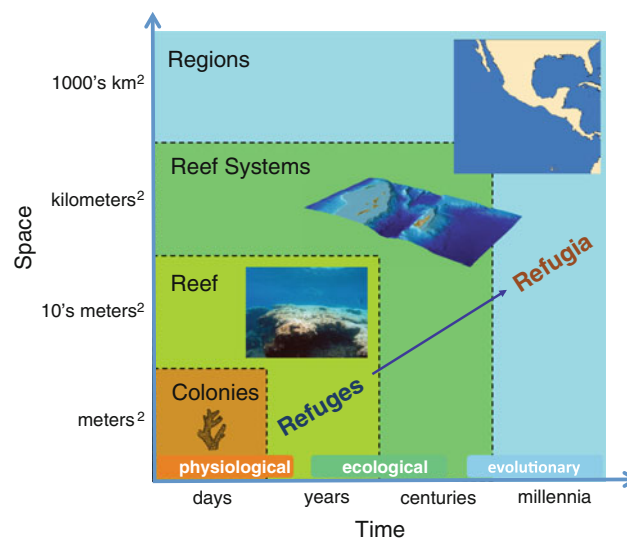 Regions
1000's km²
Reef Systems
kilometers²
Space
Refugia
Reef
10's meters²
Refuges
Colonies
meters²
physiological
ecological
evolutionary
days
years
centuries
millennia
Time